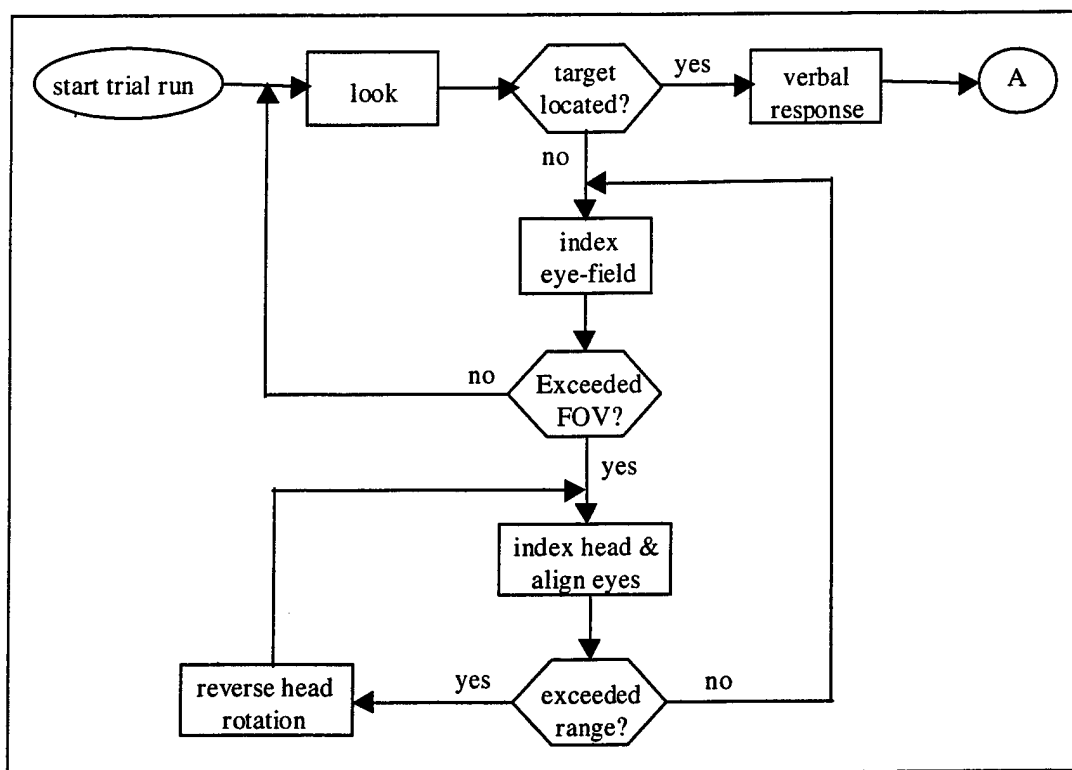 start trial run
look
target
located?
yes
verbal
response
A
no
index
eye-field
no
Exceeded
FOV?
yes
index head &
align eyes
reverse head
rotation
yes
exceeded
range?
no